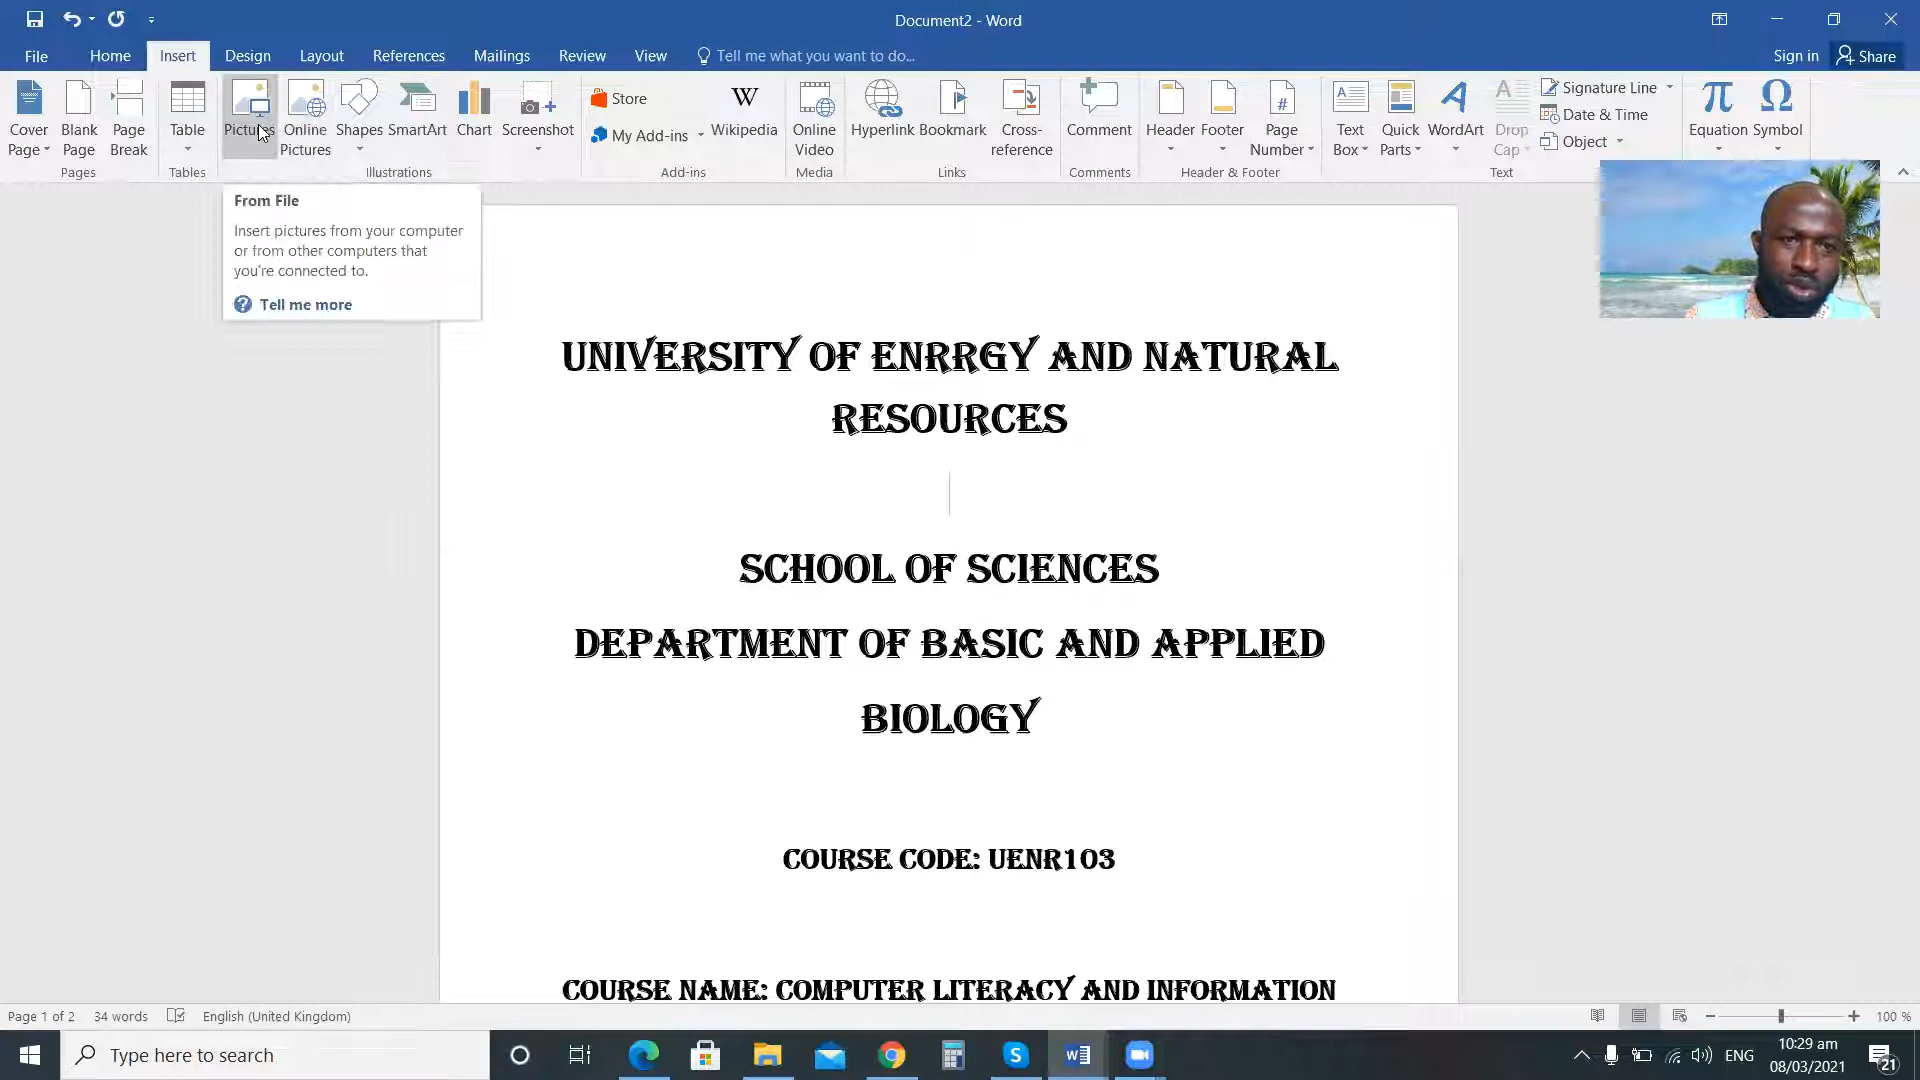 Document2 - Word
File
Home
Insert
Design
Layout
References
Mailings
Review
View
Tell me what you want to do...
Sign in
Share
Cover Page
Blank Page
Page Break
Table
Pictures
Online Pictures
Shapes
SmartArt
Chart
Screenshot
Store
My Add-ins
W
Wikipedia
Online Video
Hyperlink
Bookmark
Cross-reference
Comment
Header
Footer
#
Page Number
A
Text Box
Quick Parts
A
WordArt
A
Drop Cap
Signature Line
Date & Time
Object
π
Equation
Ω
Symbol
Pages
Tables
Illustrations
Add-ins
Media
Links
Comments
Header & Footer
Text
From File
Insert pictures from your computer
or from other computers that
you're connected to.
? Tell me more
UNIVERSITY OF ENRRGY AND NATURAL
RESOURCES
SCHOOL OF SCIENCES
DEPARTMENT OF BASIC AND APPLIED
BIOLOGY
COURSE CODE: UENR103
COURSE NAME: COMPUTER LITERACY AND INFORMATION
Page 1 of 2
34 words
English (United Kingdom)
100 %
Type here to search
ENG
10:29 am
08/03/2021
21